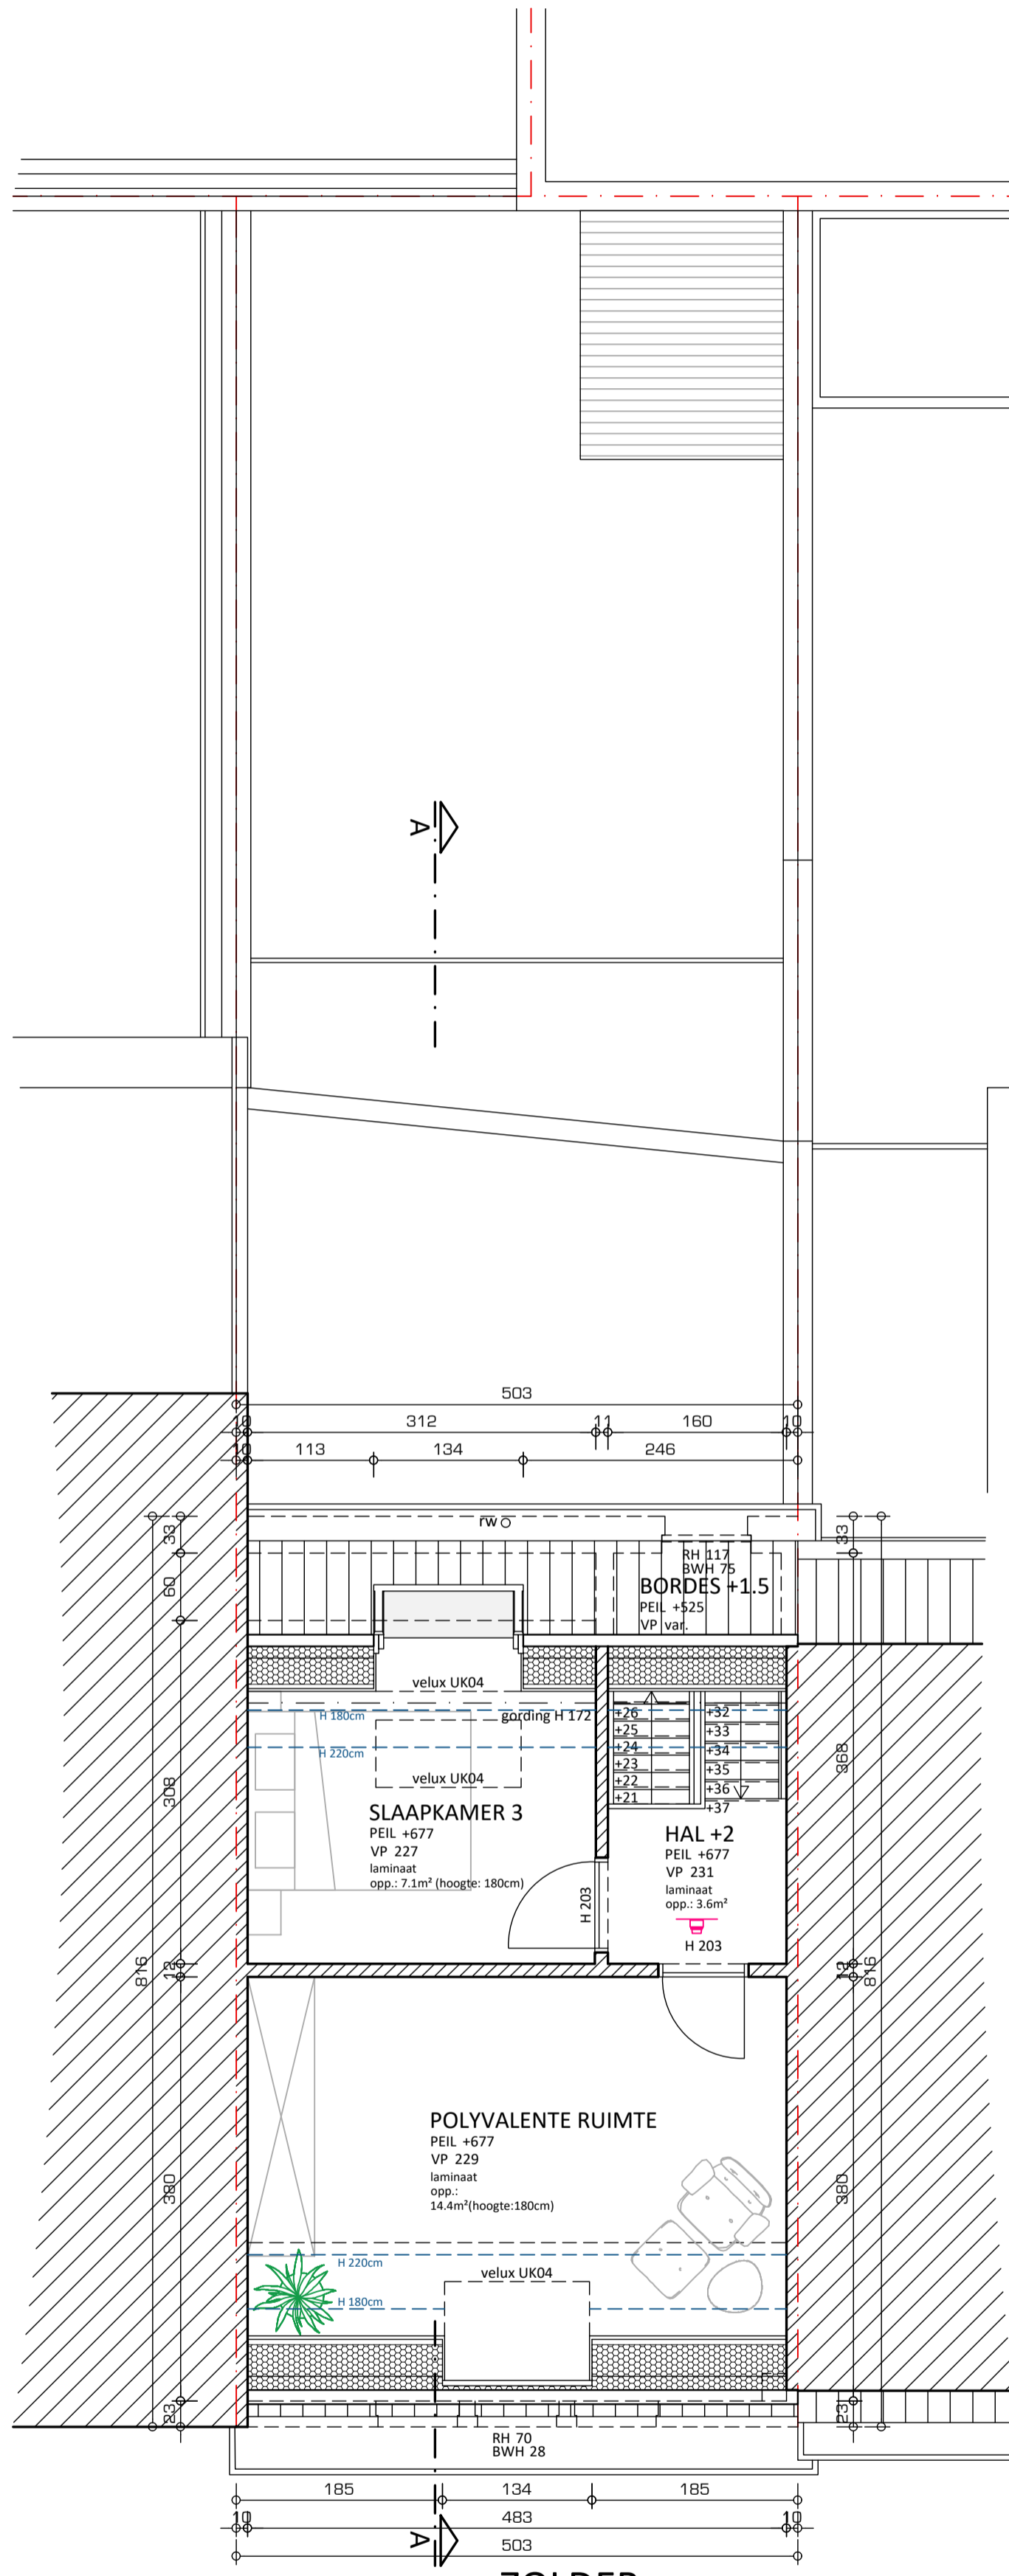 A
503
10
312
11
160
10
10
113
134
246
rw
33
60
308
12
816
380
23
33
368
12
816
380
23
RH 117
BWH 75
BORDES +1.5
PEIL +525
VP var.
velux UK04
H 180cm
gording H 172
H 220cm
velux UK04
+26
+25
+24
+23
+22
+21
+32
+33
+34
+35
+36
+37
SLAAPKAMER 3
PEIL +677
VP 227
laminaat
opp.: 7.1m² (hoogte: 180cm)
HAL +2
PEIL +677
VP 231
laminaat
opp.: 3.6m²
H 203
H 203
POLYVALENTE RUIMTE
PEIL +677
VP 229
laminaat
opp.:
14.4m²(hoogte:180cm)
H 220cm
velux UK04
H 180cm
RH 70
BWH 28
185
134
185
10
483
10
A
503
ZOLDER